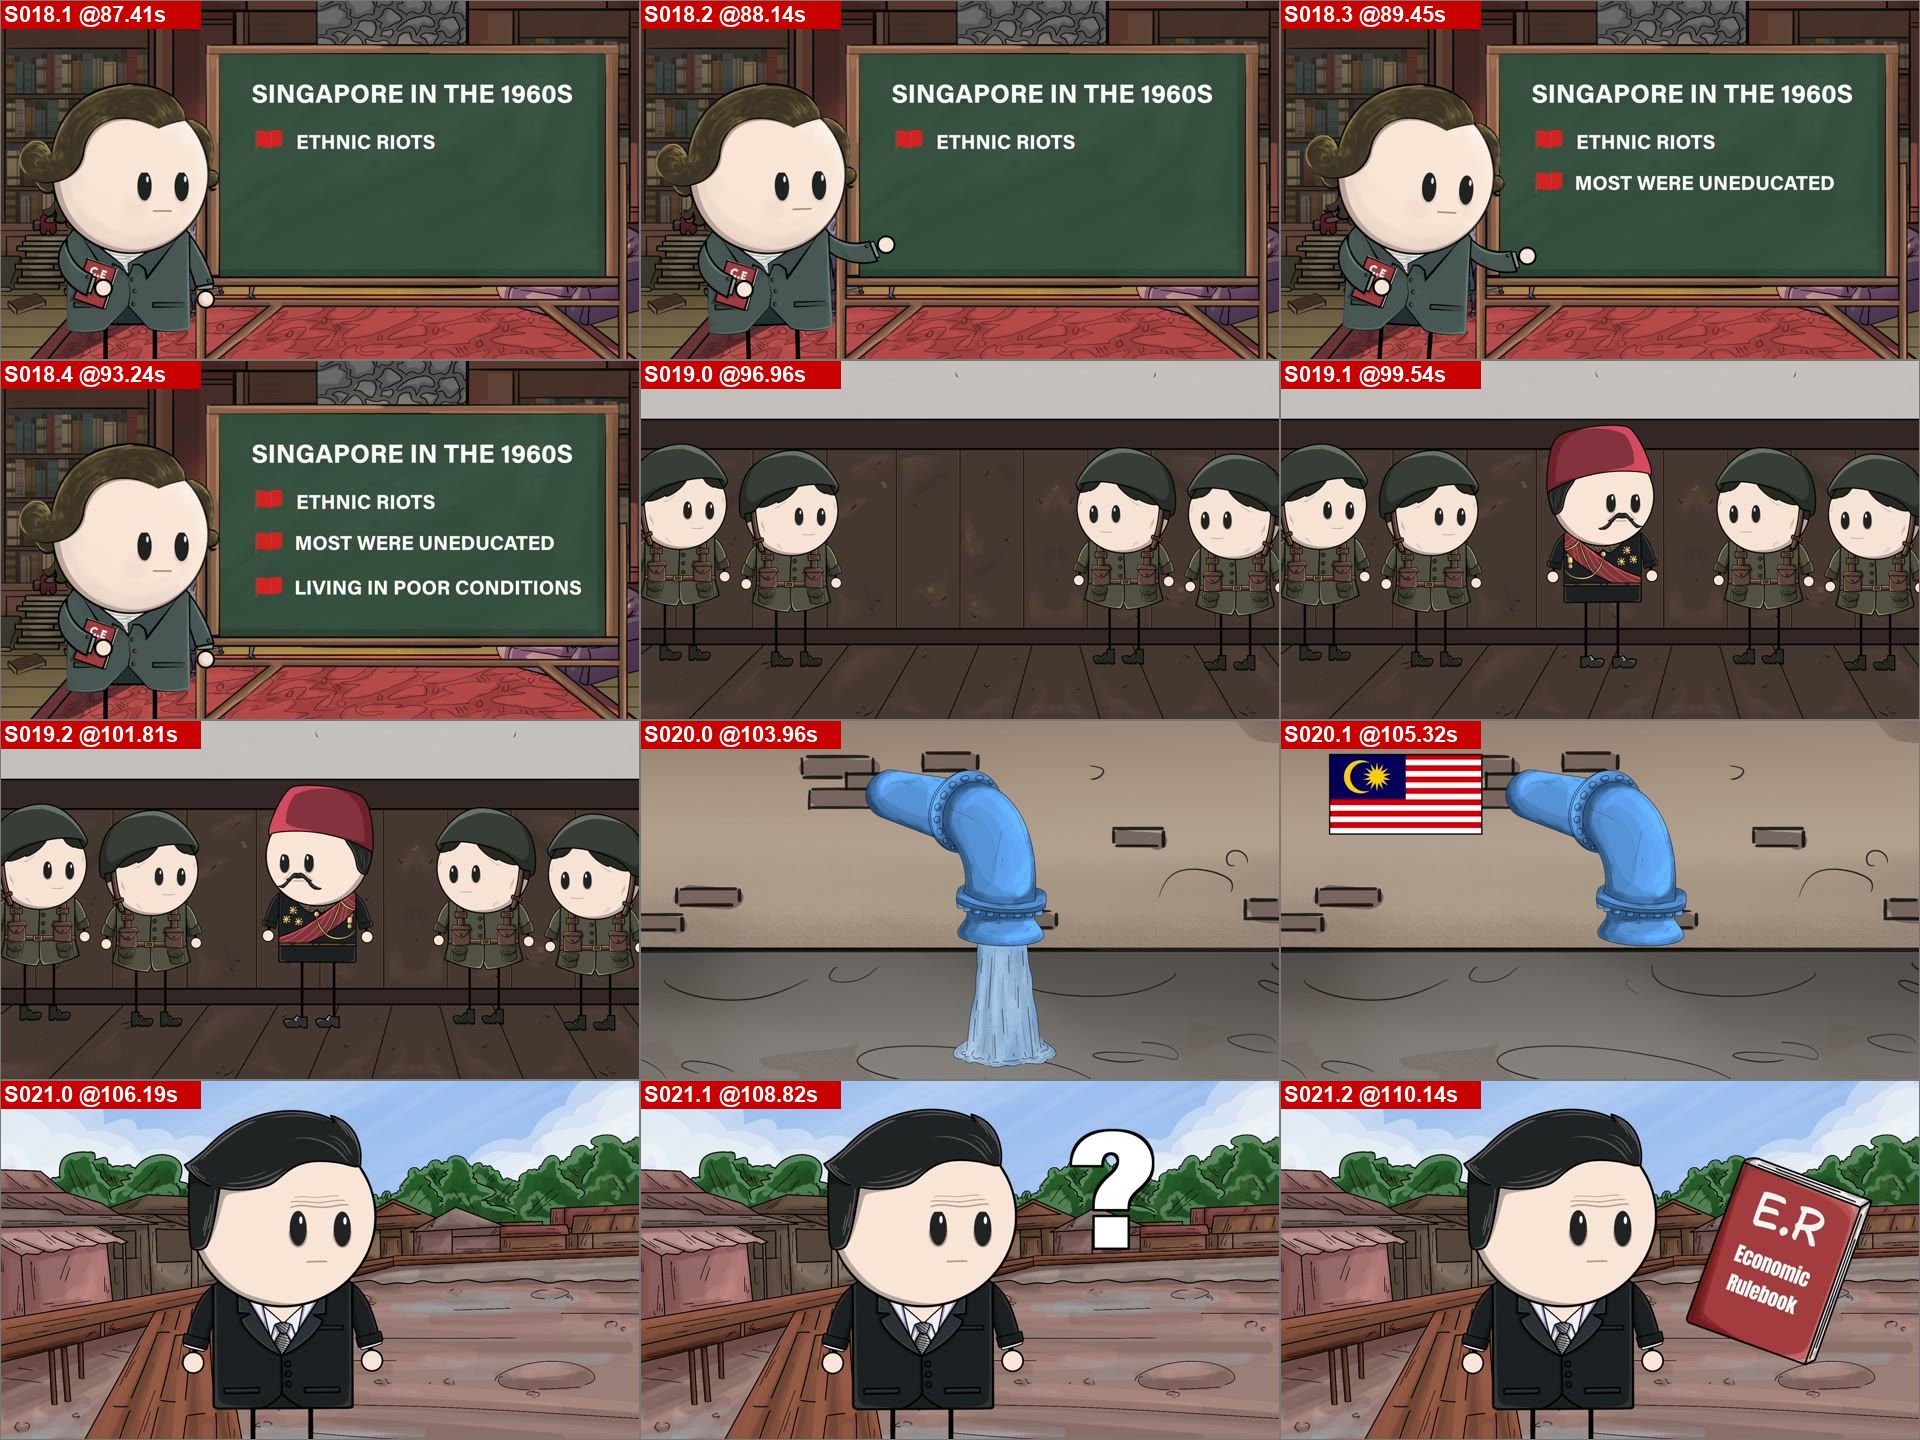 S018.1 @87.41s
SINGAPORE IN THE 1960S
ETHNIC RIOTS
C.E
S018.2 @88.14s
SINGAPORE IN THE 1960S
ETHNIC RIOTS
C.E
S018.3 @89.45s
SINGAPORE IN THE 1960S
ETHNIC RIOTS
MOST WERE UNEDUCATED
C.E
S018.4 @93.24s
SINGAPORE IN THE 1960S
ETHNIC RIOTS
MOST WERE UNEDUCATED
LIVING IN POOR CONDITIONS
C.E
S019.0 @96.96s
S019.1 @99.54s
S019.2 @101.81s
S020.0 @103.96s
S020.1 @105.32s
S021.0 @106.19s
S021.1 @108.82s
?
S021.2 @110.14s
E.R
Economic
Rulebook